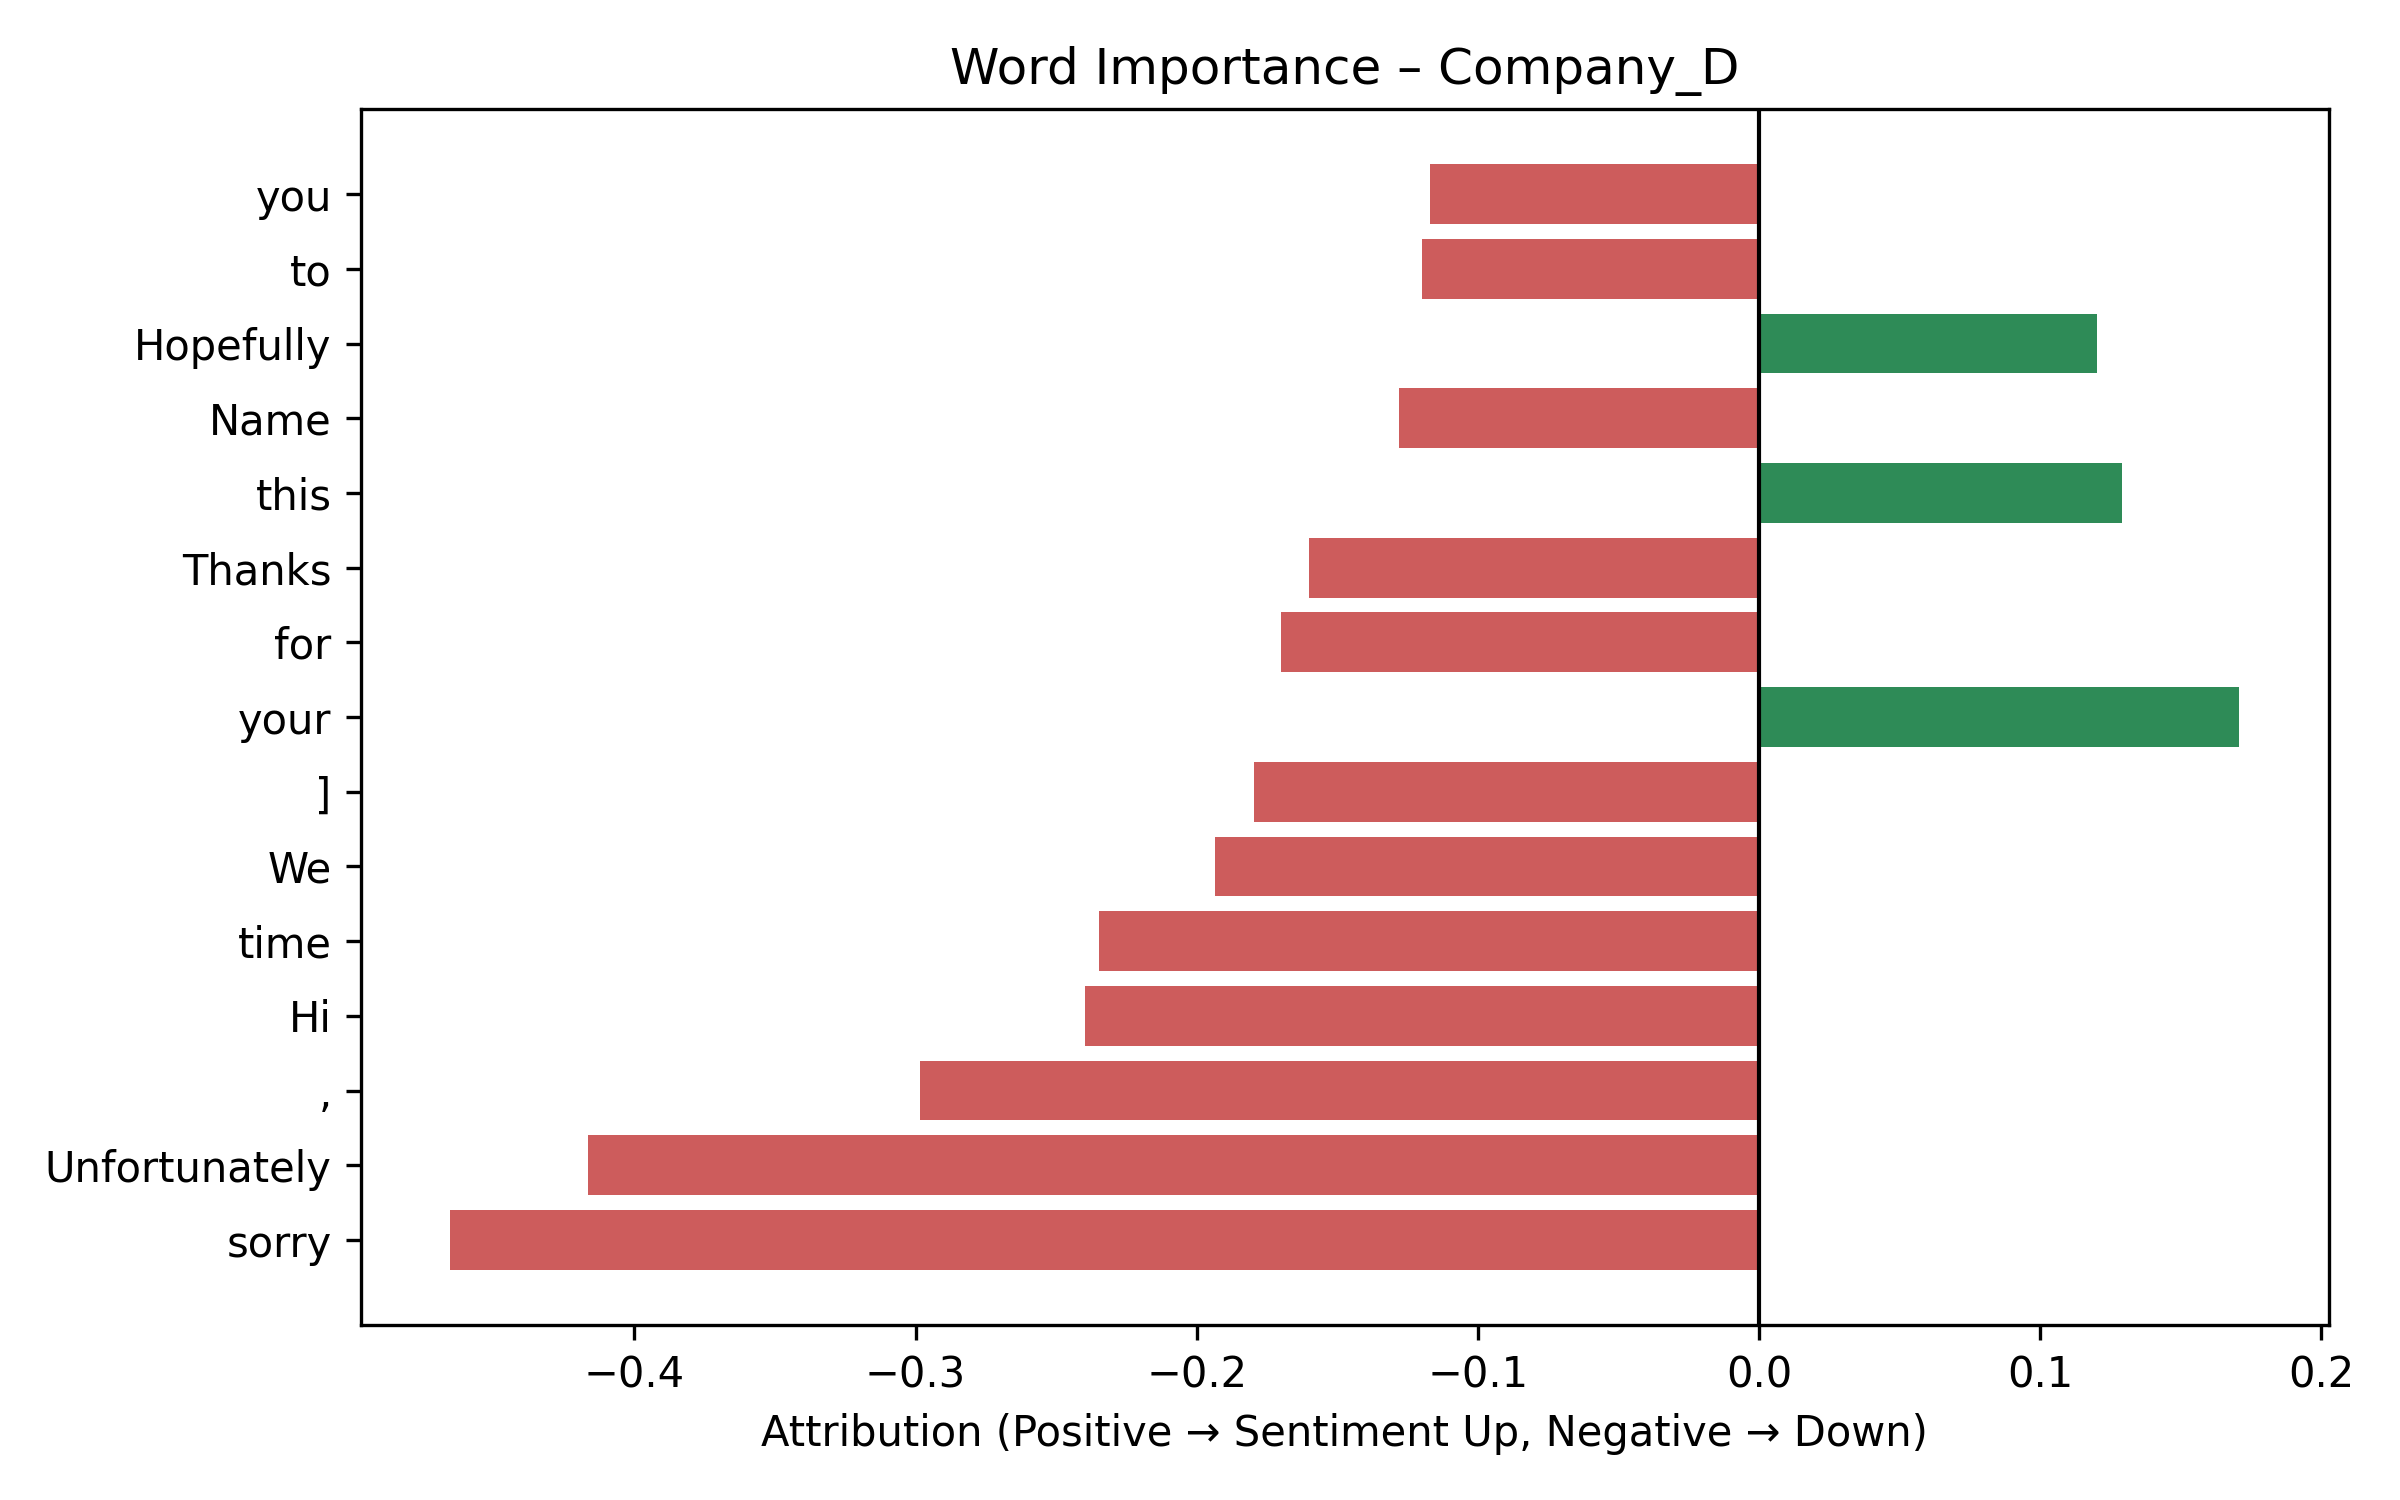 Word Importance – Company_D
you
to
Hopefully
Name
this
Thanks
for
your
]
We
time
Hi
,
Unfortunately
sorry
−0.4 −0.3 −0.2 −0.1 0.0 0.1 0.2
Attribution (Positive → Sentiment Up, Negative → Down)